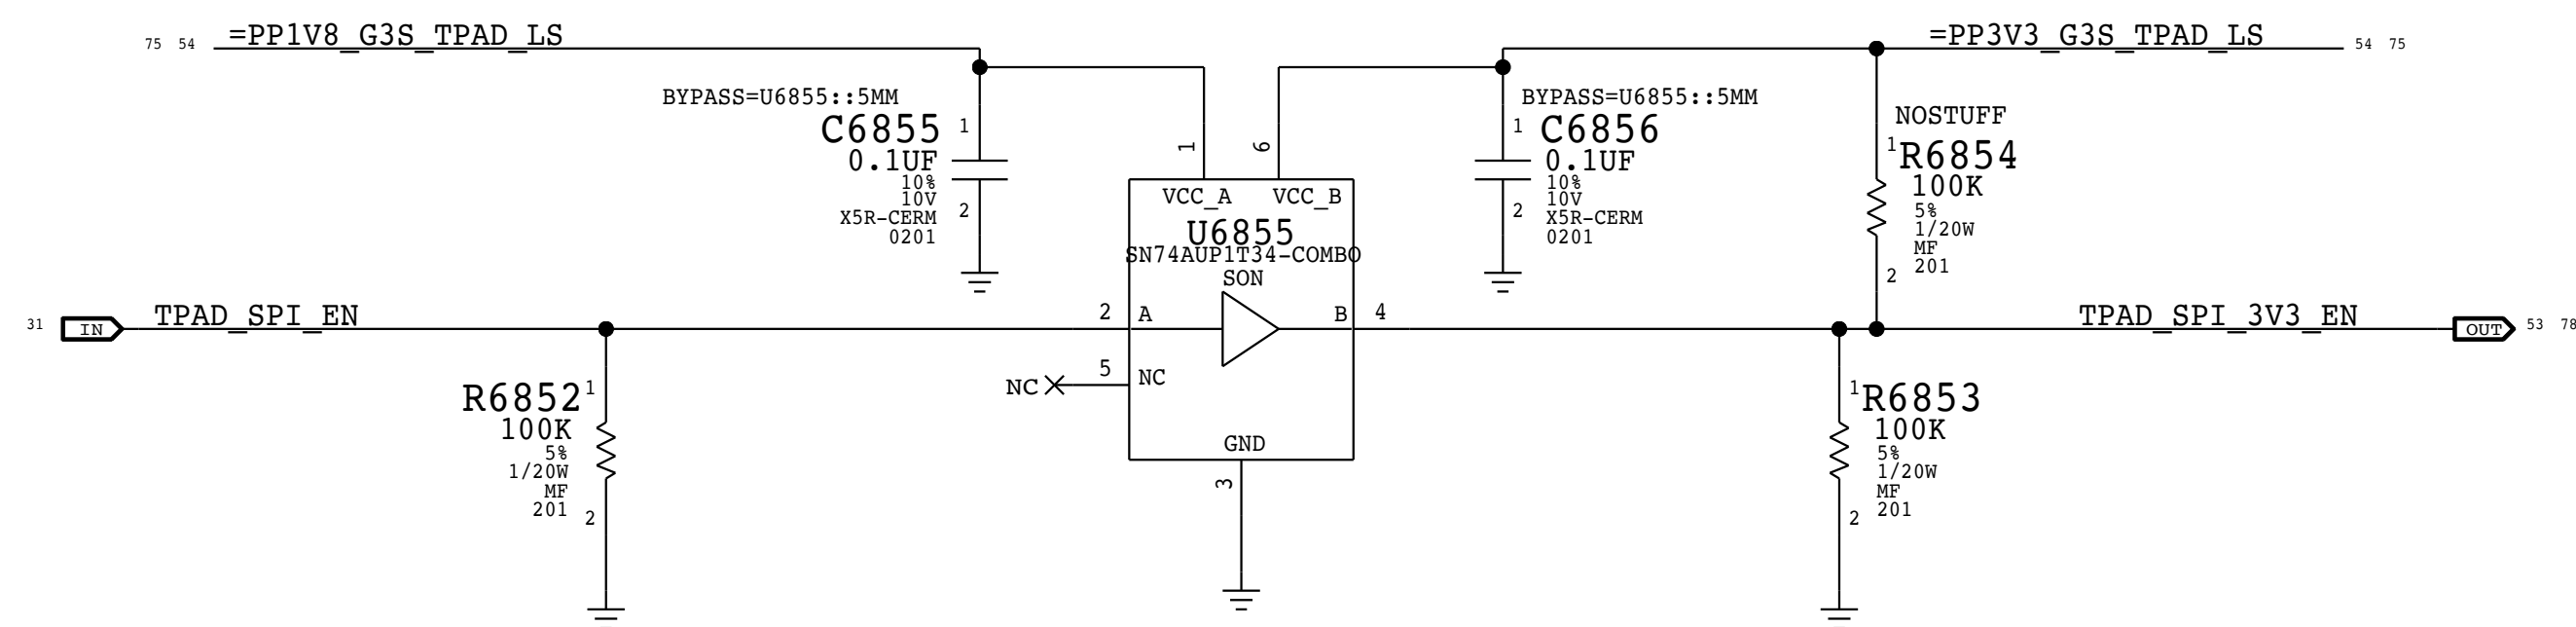 75 54 =PP1V8_G3S_TPAD_LS
=PP3V3_G3S_TPAD_LS 54 75
BYPASS=U6855::5MM
C6855 1
0.1UF
10%
10V
X5R-CERM 2
0201
1
6
BYPASS=U6855::5MM
1 C6856
0.1UF
10%
10V
2 X5R-CERM
0201
NOSTUFF
1 R6854
100K
5%
1/20W
MF
2 201
VCC_A VCC_B
U6855
SN74AUP1T34-COMBO
SON
31 IN TPAD_SPI_EN
2 A
B 4
TPAD_SPI_3V3_EN OUT 53 78
NC 5 NC
GND
3
R6852 1
100K
5%
1/20W
MF
201 2
1 R6853
100K
5%
1/20W
MF
2 201